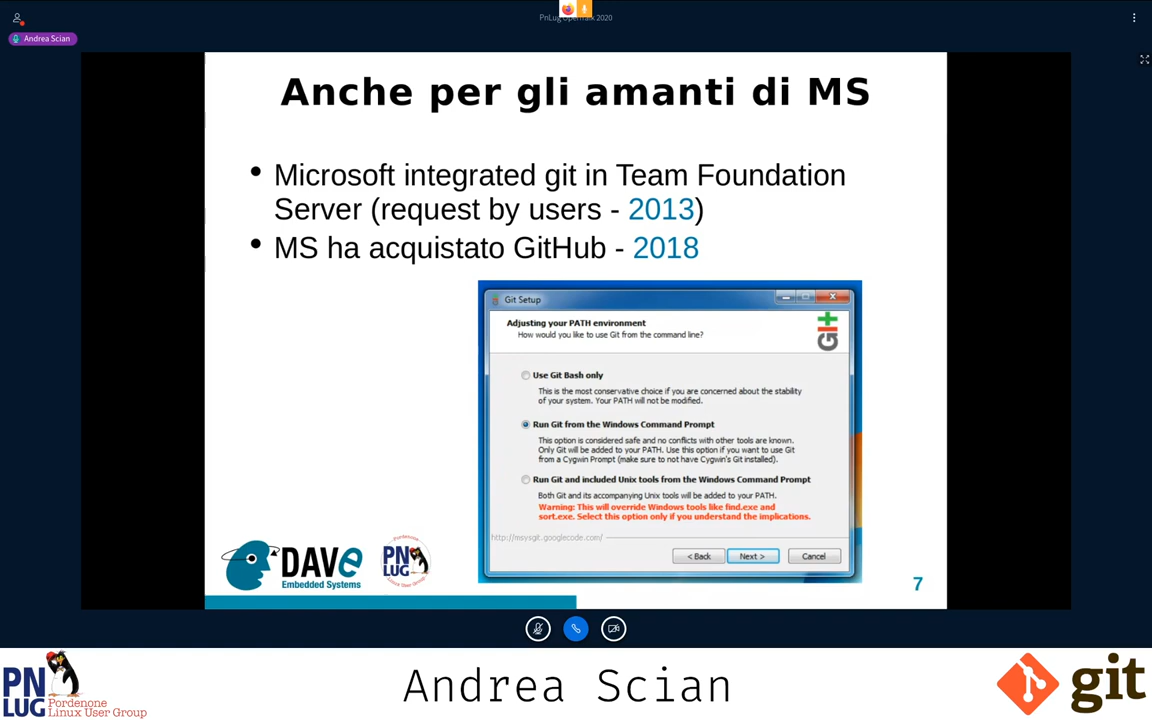 PnLug OpenTalk 2020
Andrea Scian
Anche per gli amanti di MS
• Microsoft integrated git in Team Foundation
Server (request by users - 2013)
• MS ha acquistato GitHub - 2018
Git Setup
Adjusting your PATH environment
How would you like to use Git from the command line?
GIT
Use Git Bash only
This is the most conservative choice if you are concerned about the stability
of your system. Your PATH will not be modified.
Run Git from the Windows Command Prompt
This option is considered safe and no conflicts with other tools are known.
Only Git will be added to your PATH. Use this option if you want to use Git
from a Cygwin Prompt (make sure to not have Cygwin's Git installed).
Run Git and included Unix tools from the Windows Command Prompt
Both Git and its accompanying Unix tools will be added to your PATH.
Warning: This will override Windows tools like find.exe and
sort.exe. Select this option only if you understand the implications.
http://msysgit.googlecode.com/
< Back
Next >
Cancel
DAVe
Embedded Systems
Pordenone
PN
LUG
Linux User Group
7
PN
LUG
Pordenone
Linux User Group
Andrea Scian
git